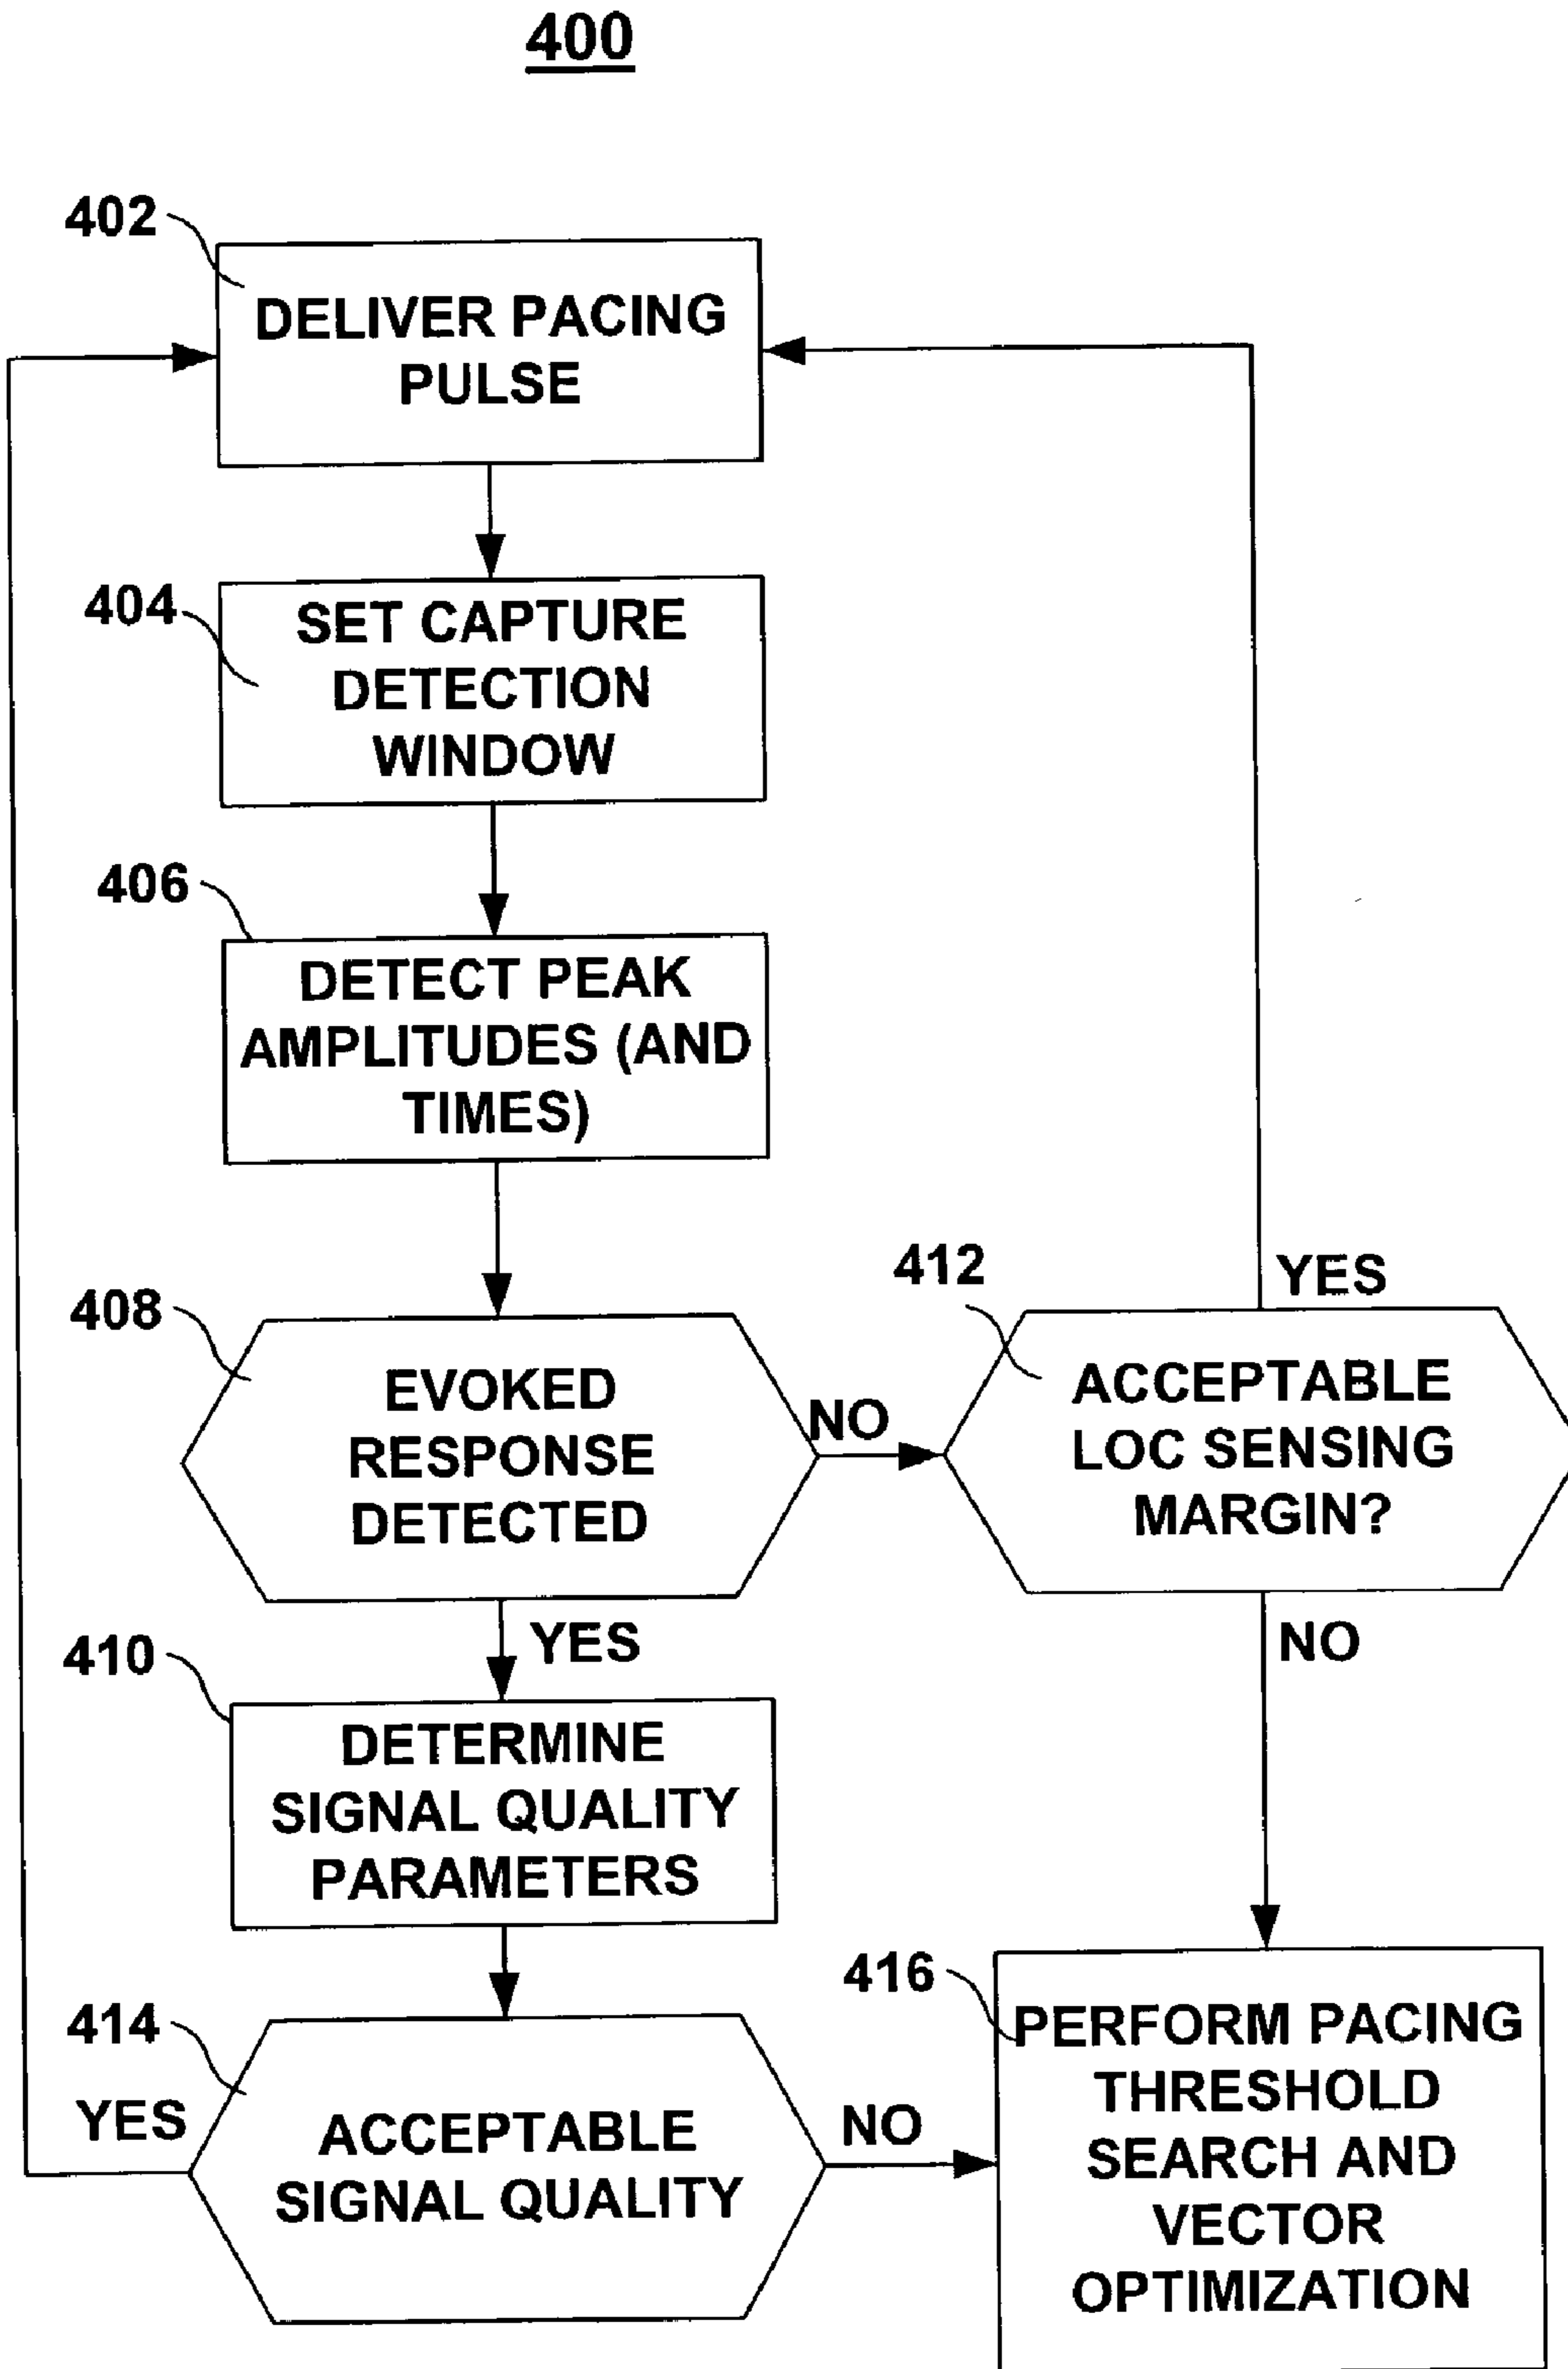 400
402
DELIVER PACING
PULSE
404
SET CAPTURE
DETECTION
WINDOW
406
DETECT PEAK
AMPLITUDES (AND
TIMES)
408
EVOKED
RESPONSE
DETECTED
NO
412
YES
ACCEPTABLE
LOC SENSING
MARGIN?
NO
YES
410
DETERMINE
SIGNAL QUALITY
PARAMETERS
414
YES
ACCEPTABLE
SIGNAL QUALITY
NO
416
PERFORM PACING
THRESHOLD
SEARCH AND
VECTOR
OPTIMIZATION